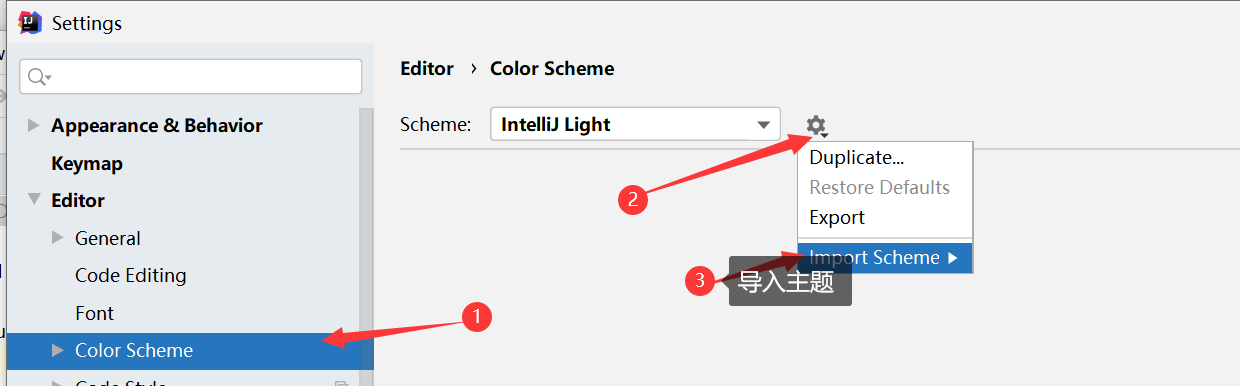 Settings
Editor › Color Scheme
Scheme: IntelliJ Light
Appearance & Behavior
Keymap
Editor
General
Code Editing
Font
Color Scheme
Code Style
Duplicate...
Restore Defaults
Export
Import Scheme
1
2
3
导入主题